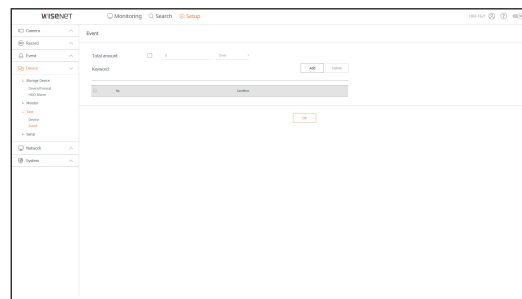 WISENET
Monitoring Search Setup
Camera
Record
Event
Device
Storage Device
Device/Format
HDD Alarm
Monitor
Text
Device
Event
Serial
Network
System
Event
Total amount
Keyword Add Delete
No. Condition
OK